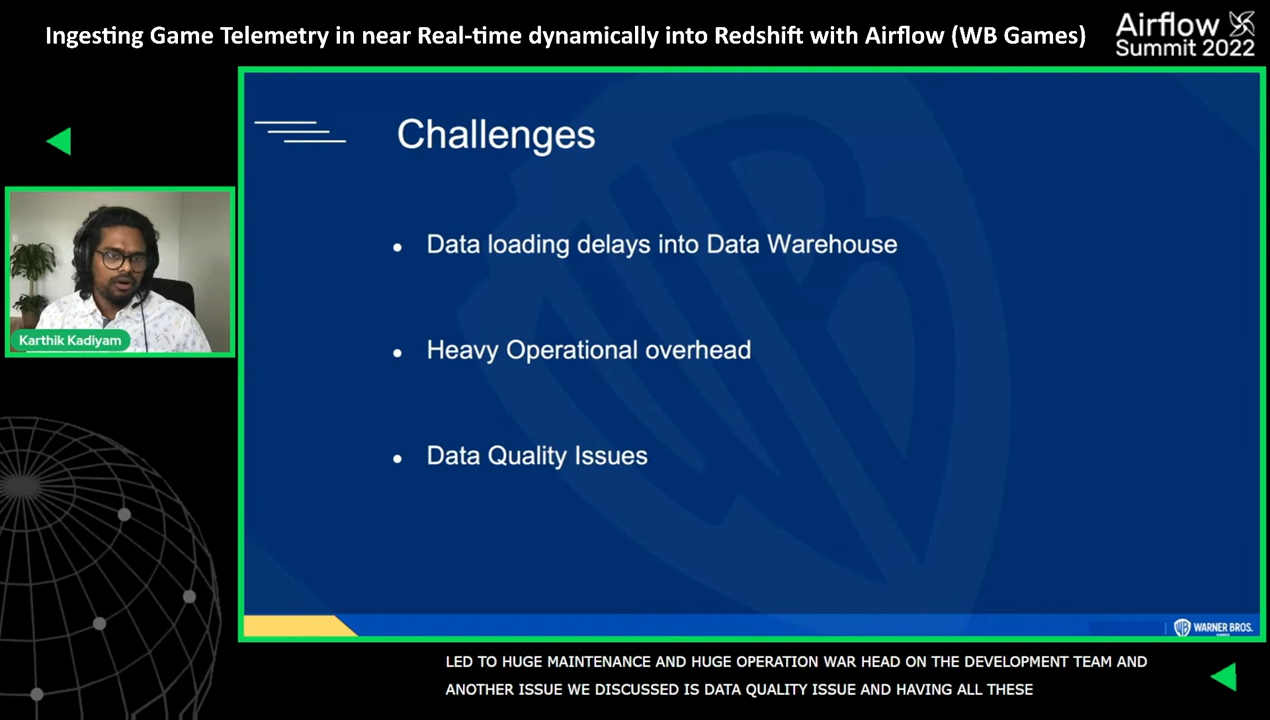 Ingesting Game Telemetry in near Real-time dynamically into Redshift with Airflow (WB Games)
Airflow
Summit 2022
Challenges
• Data loading delays into Data Warehouse
• Heavy Operational overhead
• Data Quality Issues
Karthik Kadiyam
WB WARNER BROS.
GAMES
LED TO HUGE MAINTENANCE AND HUGE OPERATION WAR HEAD ON THE DEVELOPMENT TEAM AND
ANOTHER ISSUE WE DISCUSSED IS DATA QUALITY ISSUE AND HAVING ALL THESE